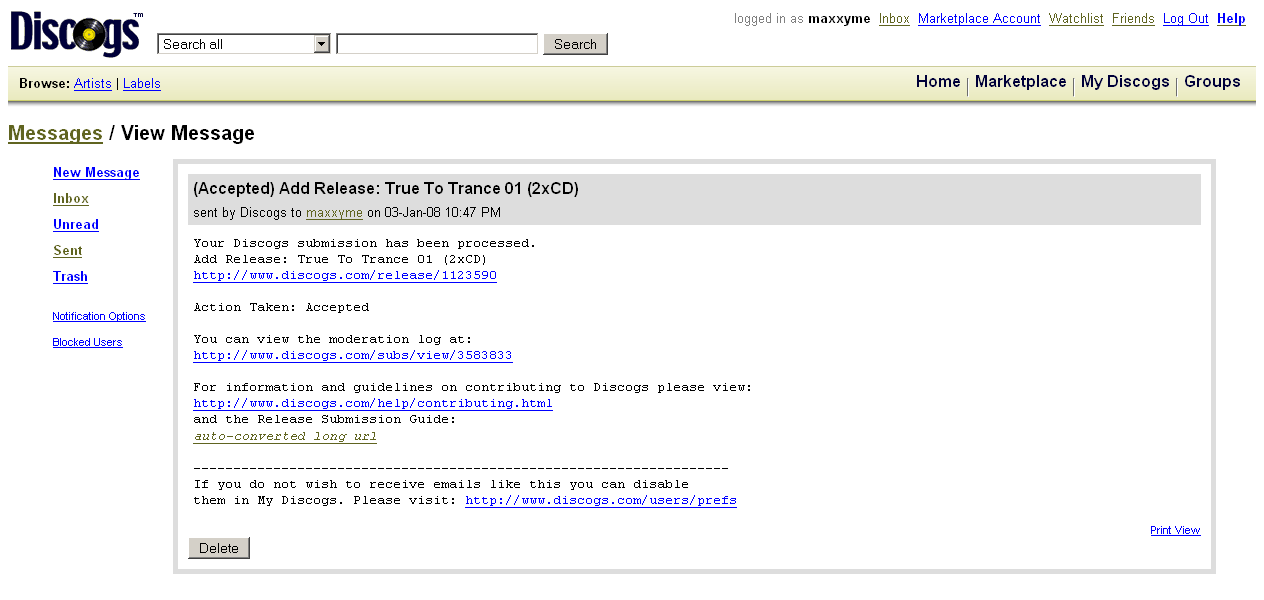 Discogs™
logged in as maxxyme Inbox Marketplace Account Watchlist Friends Log Out Help
Search all Search
Browse: Artists | Labels
Home | Marketplace | My Discogs | Groups
Messages / View Message
New Message
Inbox
Unread
Sent
Trash
Notification Options
Blocked Users
(Accepted) Add Release: True To Trance 01 (2xCD)
sent by Discogs to maxxyme on 03-Jan-08 10:47 PM
Your Discogs submission has been processed.
Add Release: True To Trance 01 (2xCD)
http://www.discogs.com/release/1123590
Action Taken: Accepted
You can view the moderation log at:
http://www.discogs.com/subs/view/3583833
For information and guidelines on contributing to Discogs please view:
http://www.discogs.com/help/contributing.html
and the Release Submission Guide:
auto-converted long url
-------------------------------------------------------------------
If you do not wish to receive emails like this you can disable
them in My Discogs. Please visit: http://www.discogs.com/users/prefs
Print View
Delete